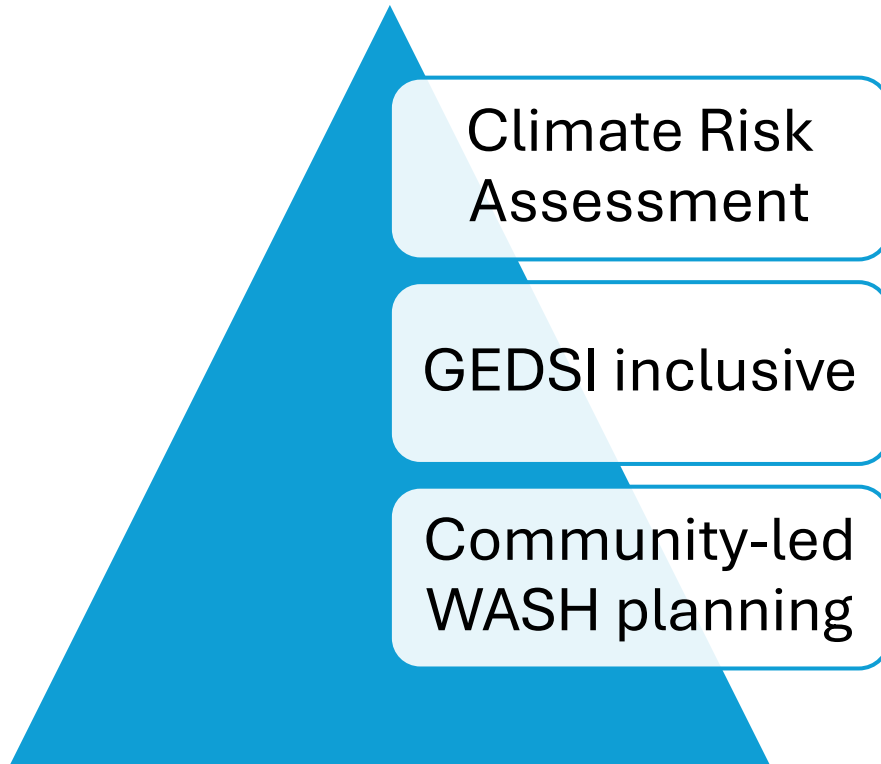 Climate Risk
Assessment
GEDSI inclusive
Community-led
WASH planning